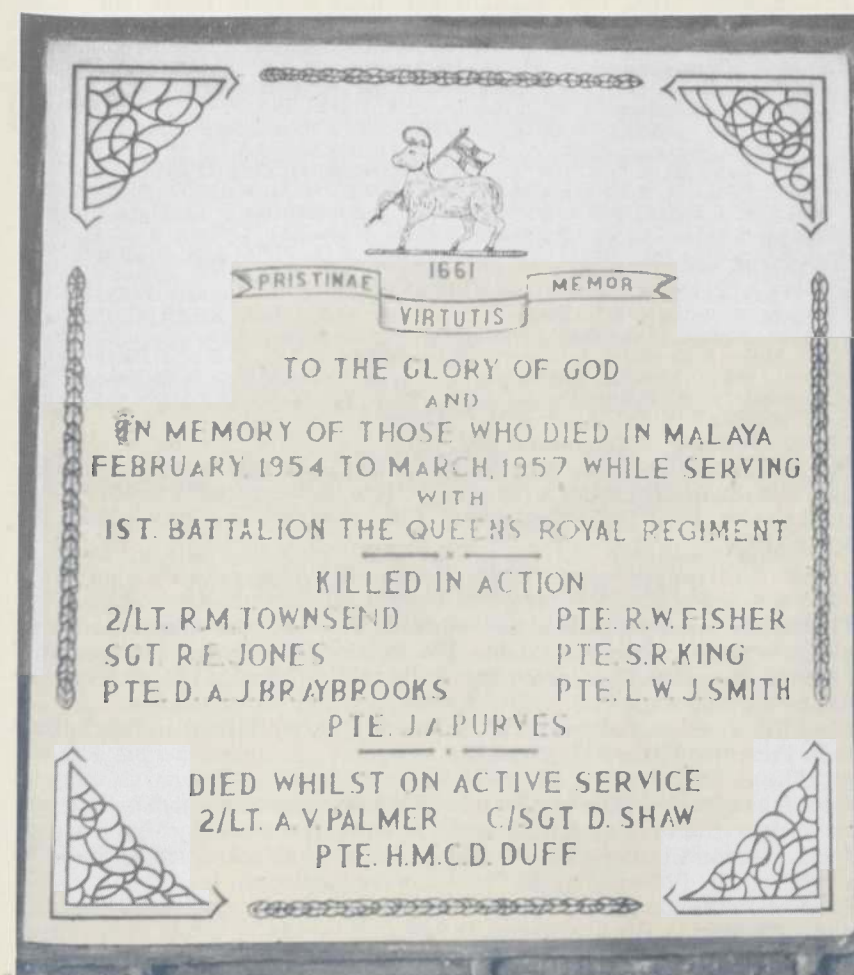 1661
PRISTINAE VIRTUTIS MEMOR
TO THE GLORY OF GOD
AND
IN MEMORY OF THOSE WHO DIED IN MALAYA
FEBRUARY, 1954 TO MARCH, 1957 WHILE SERVING
WITH
1ST. BATTALION THE QUEENS ROYAL REGIMENT
KILLED IN ACTION
2/LT. R.M. TOWNSEND PTE. R.W. FISHER
SGT R.E. JONES PTE. S.R. KING
PTE. D. A. J. BRAYBROOKS PTE. L. W. J. SMITH
PTE. J. A. PURVES
DIED WHILST ON ACTIVE SERVICE
2/LT. A. V. PALMER C/SGT D. SHAW
PTE. H.M.C.D. DUFF